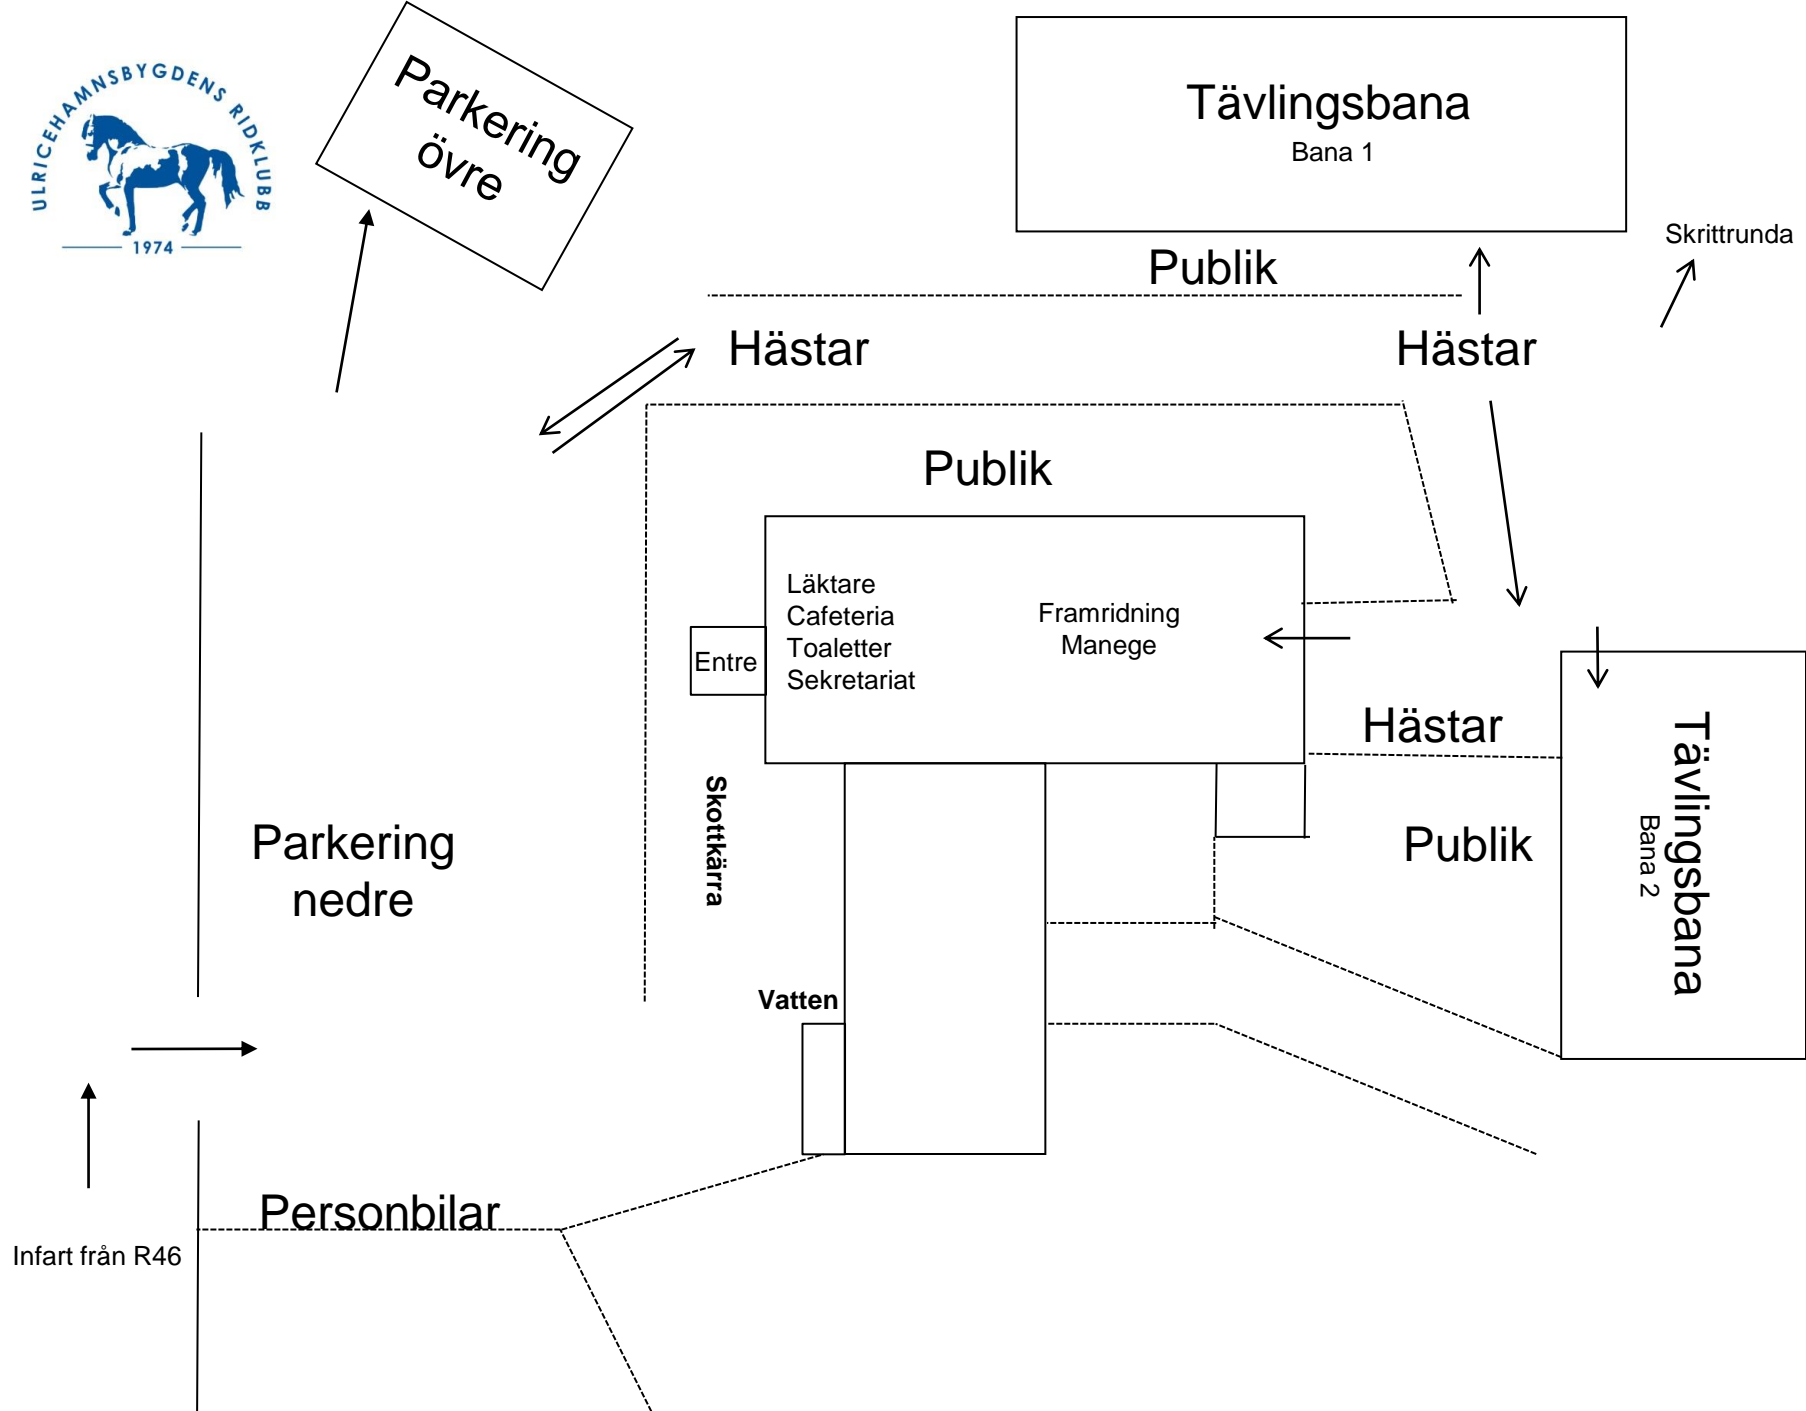 ULRICEHAMNSBYGDENS RIDKLUBB
1974
Parkering
övre
Tävlingsbana
Bana 1
Skrittrunda
Publik
Hästar
Hästar
Publik
Läktare
Cafeteria
Toaletter
Sekretariat
Framridning
Manege
Entre
Hästar
Tävlingsbana
Bana 2
Skottkärra
Parkering
nedre
Publik
Vatten
Personbilar
Infart från R46